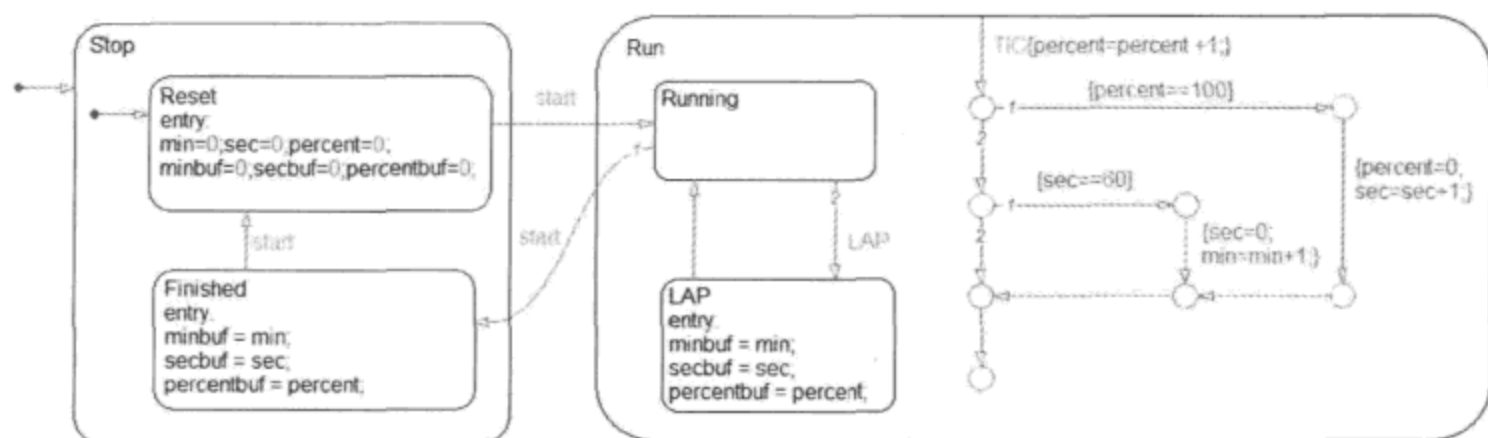 Stop
Reset
entry:
min=0;sec=0;percent=0;
minbuf=0;secbuf=0;percentbuf=0;
start
Finished
entry.
minbuf = min;
secbuf = sec;
percentbuf = percent;
start
start
Run
Running
1
2
LAP
LAP
entry:
minbuf = min;
secbuf = sec;
percentbuf = percent;
TIC{percent=percent +1;}
1
{percent==100]
2
{percent=0;
sec=sec+1;}
1
[sec==60]
2
{sec=0;
min=min+1;}